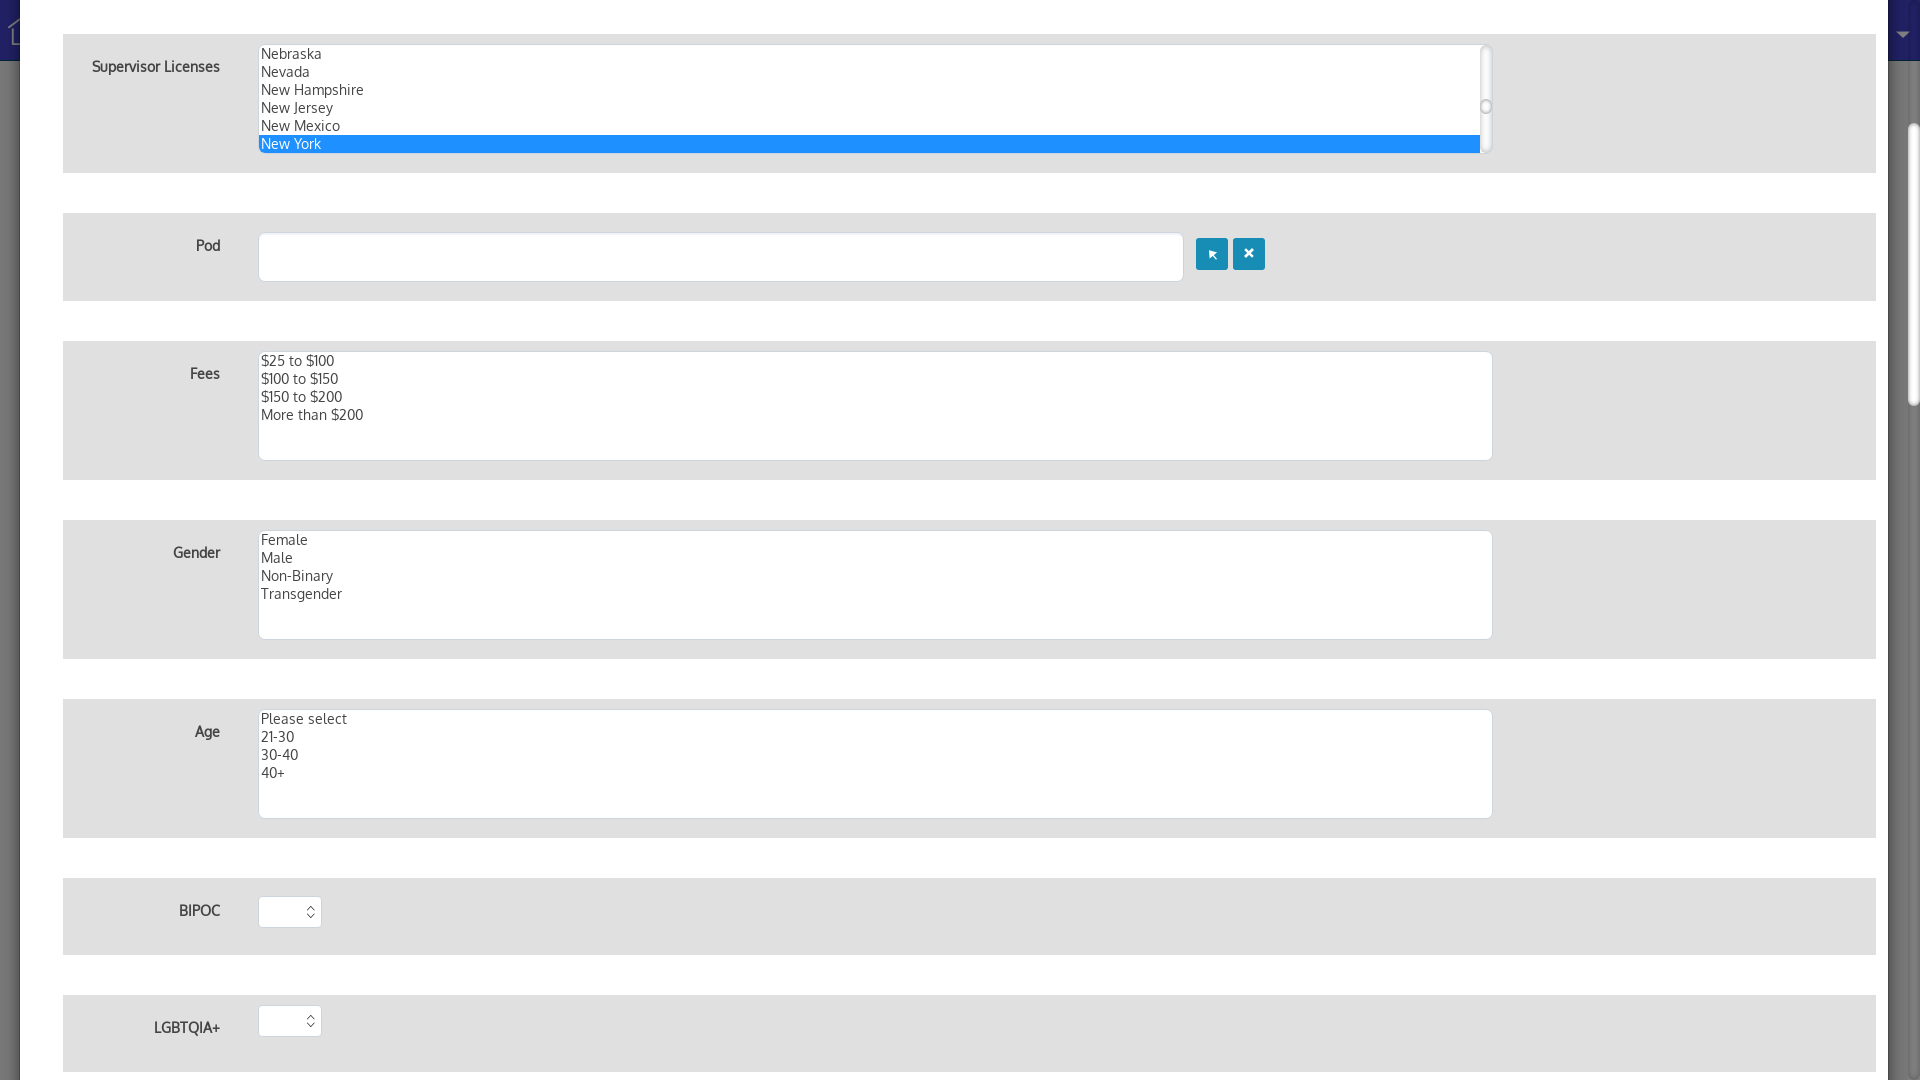 Supervisor Licenses
Nebraska
Nevada
New Hampshire
New Jersey
New Mexico
New York
Pod
Fees
$25 to $100
$100 to $150
$150 to $200
More than $200
Gender
Female
Male
Non-Binary
Transgender
Age
Please select
21-30
30-40
40+
BIPOC
LGBTQIA+